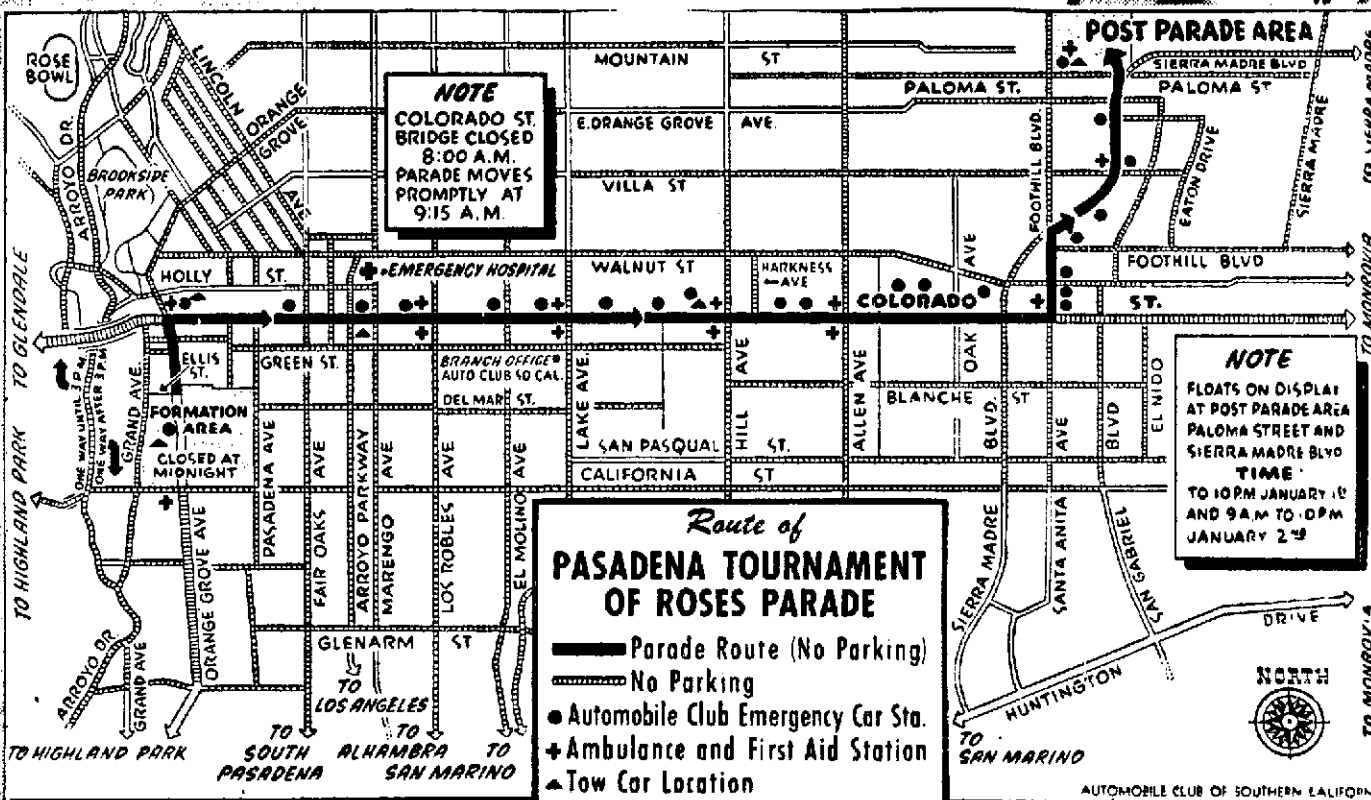 POST PARADE AREA
ROSE
BOWL
LINCOLN
AVE
ORANGE
GROVE
MOUNTAIN ST
SIERRA MADRE BLVD
PALOMA ST.
PALOMA ST
NOTE
COLORADO ST.
BRIDGE CLOSED
8:00 A.M.
PARADE MOVES
PROMPTLY AT
9:15 A.M.
E. ORANGE GROVE AVE.
ARROYO DR.
BROOKSIDE
PARK
VILLA ST
FOOTHILL BLVD.
EATON DRIVE
SIERRA MADRE
TO GLENDALE
HOLLY ST.
EMERGENCY HOSPITAL
WALNUT ST
HARKNESS
AVE
OAK AVE
FOOTHILL BLVD
COLORADO ST.
ELLIS
ST.
GREEN ST.
BRANCH OFFICE
AUTO CLUB SO CAL.
DEL MAR ST.
ONE WAY UNTIL 3 P.M.
ONE WAY AFTER 3 P.M.
GRAND AVE.
FORMATION
AREA
CLOSED AT
MIDNIGHT
LAKE AVE.
HILL AVE
ALLEN AVE
BLANCHE ST
EL NIDO
SAN PASQUAL ST.
CALIFORNIA ST
NOTE
FLOATS ON DISPLAY
AT POST PARADE AREA
PALOMA STREET AND
SIERRA MADRE BLVD
TIME
TO 10 PM JANUARY 1st
AND 9 A.M TO 10 PM
JANUARY 2nd
TO HIGHLAND PARK
ORANGE GROVE AVE
PASADENA AVE
FAIR OAKS AVE
ARROYO PARKWAY
MARENGO AVE
LOS ROBLES AVE
EL MOLINO AVE
SIERRA MADRE BLVD.
SANTA ANITA AVE
SAN GABRIEL BLVD
GLENARM ST
ARROYO DR.
GRAND AVE
TO
LOS ANGELES
HUNTINGTON DRIVE
TO HIGHLAND PARK
TO
SOUTH
PASADENA
TO
ALHAMBRA
TO
SAN MARINO
TO
SAN MARINO
Route of
PASADENA TOURNAMENT
OF ROSES PARADE
Parade Route (No Parking)
No Parking
Automobile Club Emergency Car Sta.
Ambulance and First Aid Station
Tow Car Location
NORTH
AUTOMOBILE CLUB OF SOUTHERN CALIFOR